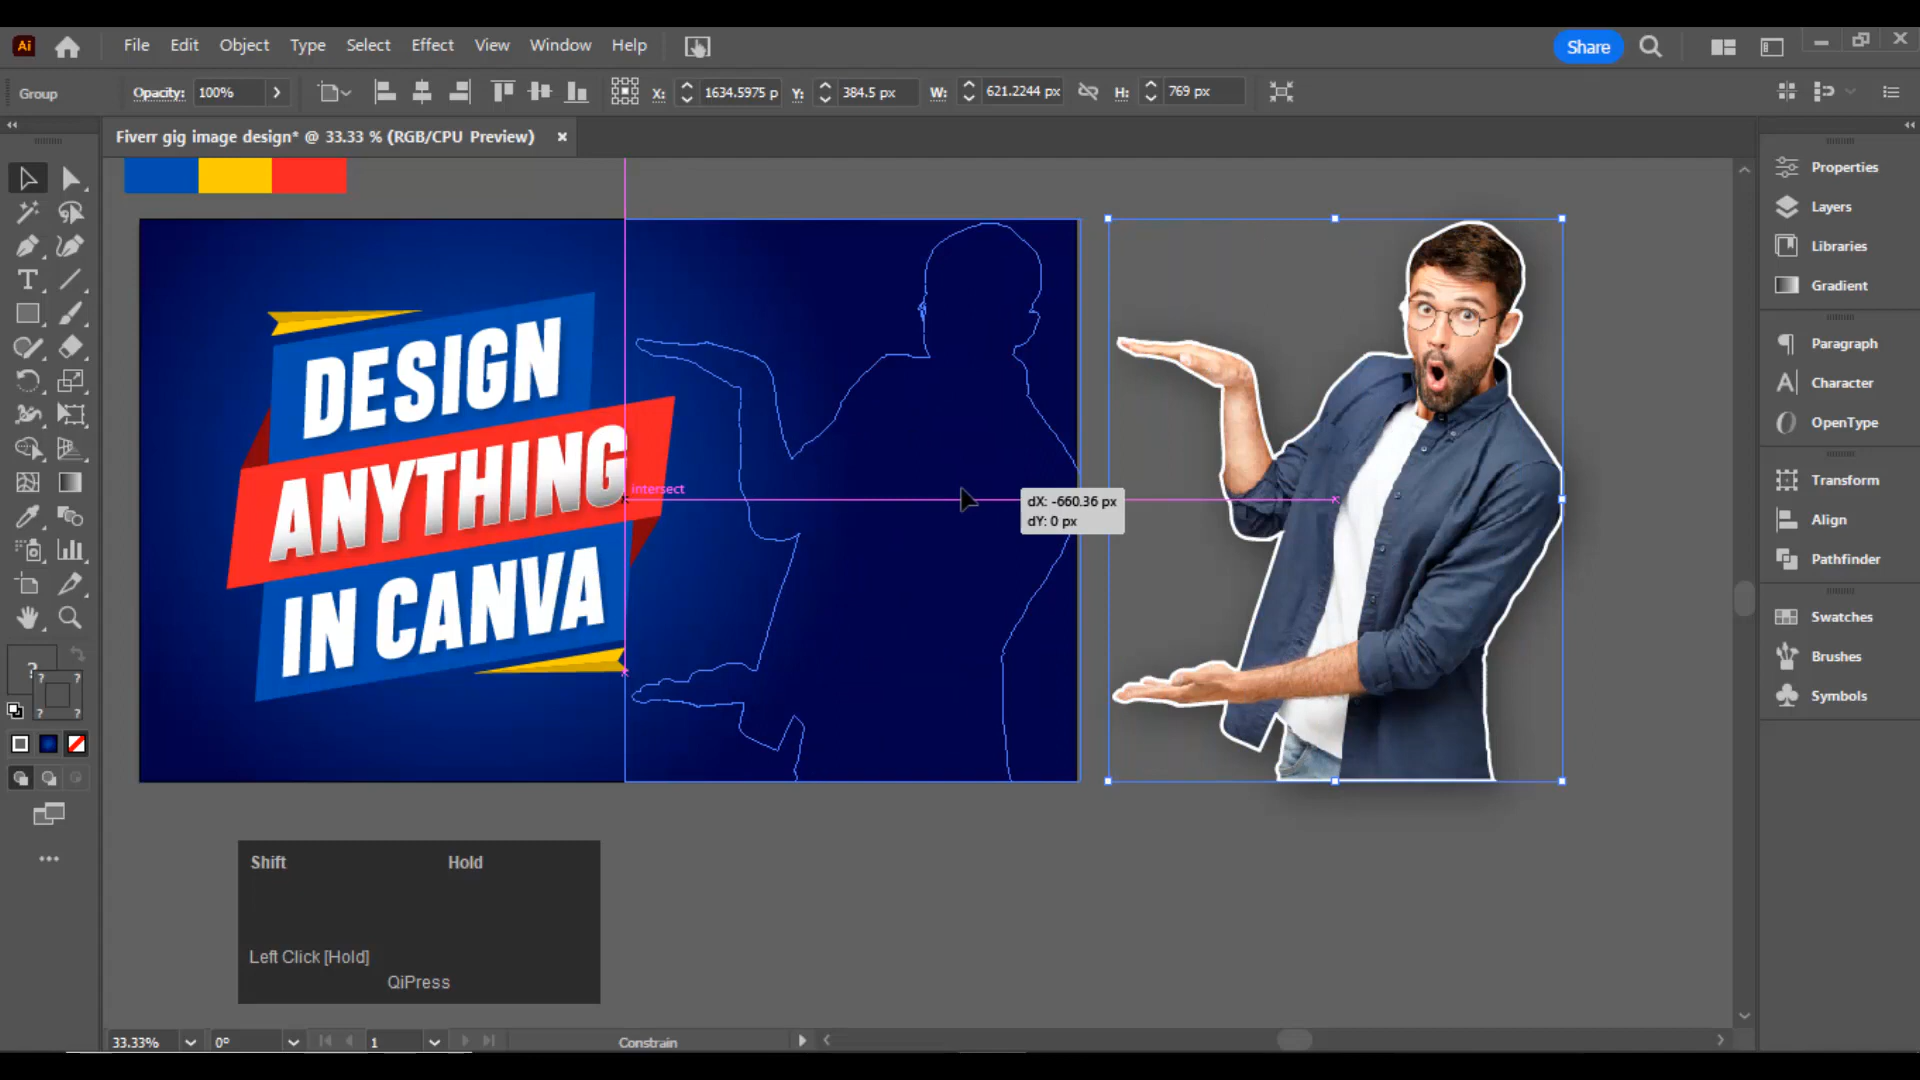 Ai File Edit Object Type Select Effect View Window Help Share
Group Opacity: 100% X: 1634.5975 p Y: 384.5 px W: 621.2244 px H: 769 px
Fiverr gig image design* @ 33.33 % (RGB/CPU Preview) ×
Properties
Layers
Libraries
Gradient
Paragraph
Character
OpenType
Transform
Align
Pathfinder
Swatches
Brushes
Symbols
DESIGN
ANYTHING
IN CANVA
intersect
dX: -660.36 px
dY: 0 px
Shift Hold
Left Click [Hold]
QiPress
33.33% 0° 1 Constrain